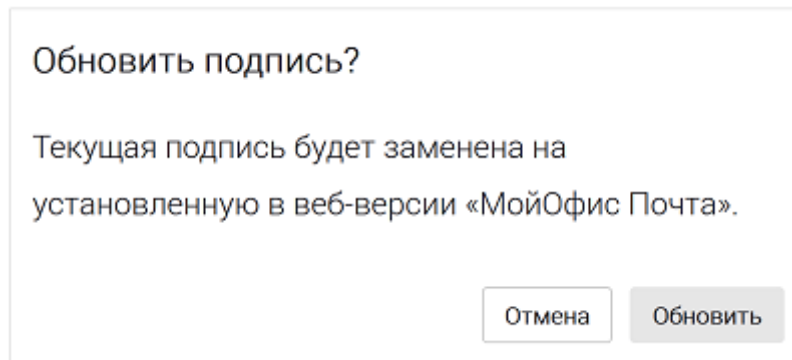 Обновить подпись?
Текущая подпись будет заменена на
установленную в веб-версии «МойОфис Почта».
Отмена
Обновить